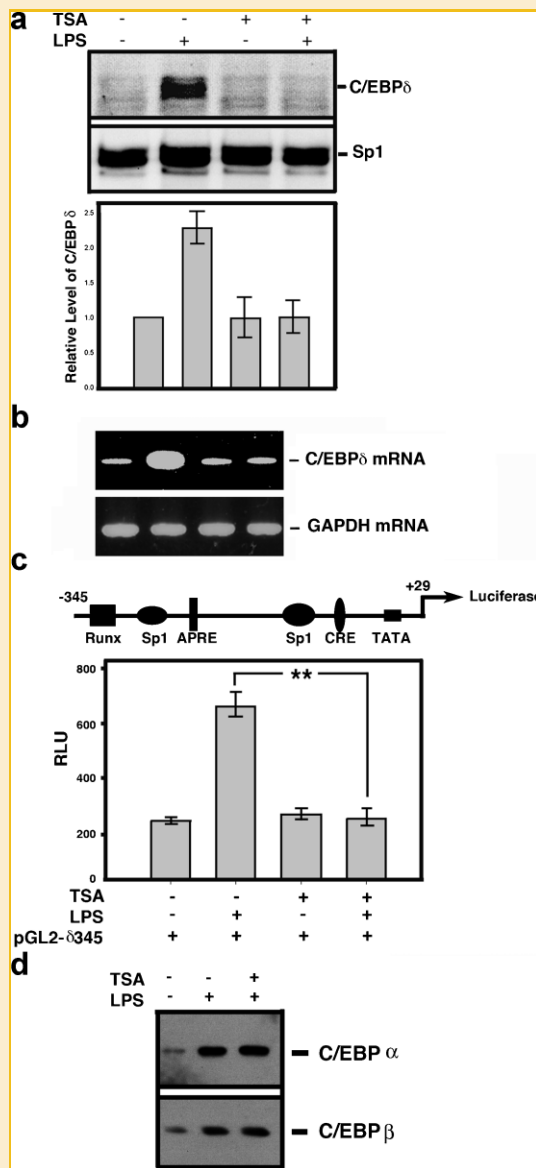 a
TSA - - + +
LPS - + - +
C/EBPδ
Sp1
Relative Level of C/EBP δ
2.5
2.0
1.5
1.0
0.5
0.0
b
C/EBPδ mRNA
GAPDH mRNA
c
-345
+29
Luciferase
Runx Sp1 APRE Sp1 CRE TATA
RLU
800
600
400
200
0
**
TSA - - + +
LPS - + - +
pGL2-δ345 + + + +
d
TSA - - +
LPS - + +
C/EBP α
C/EBP β